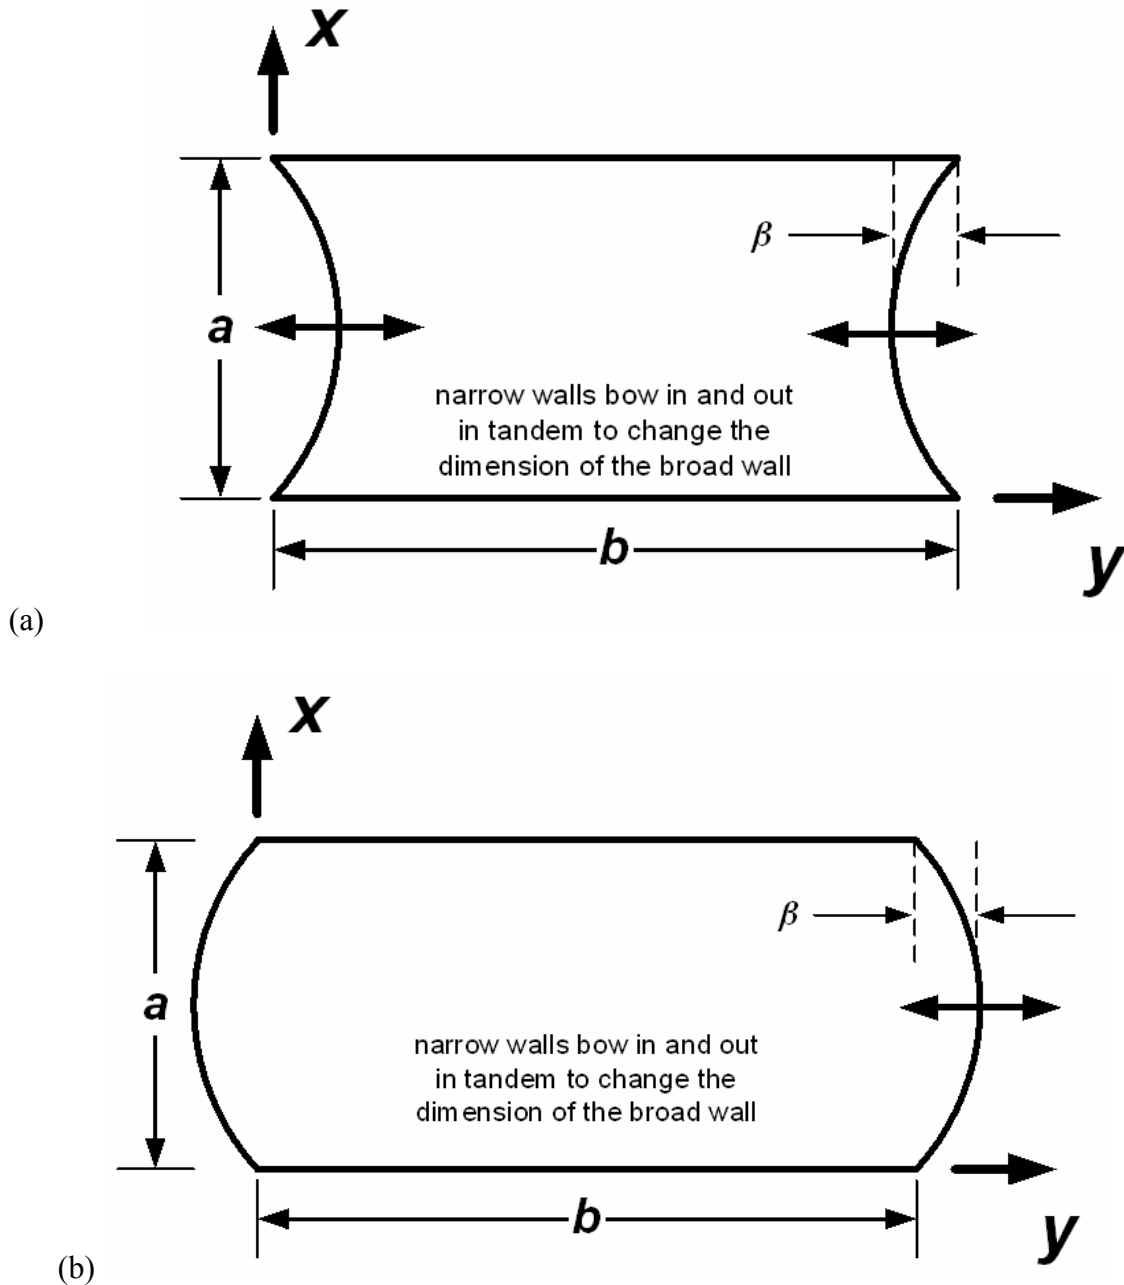 x
β
a
narrow walls bow in and out
in tandem to change the
dimension of the broad wall
b
y
(a)
x
β
a
narrow walls bow in and out
in tandem to change the
dimension of the broad wall
b
y
(b)